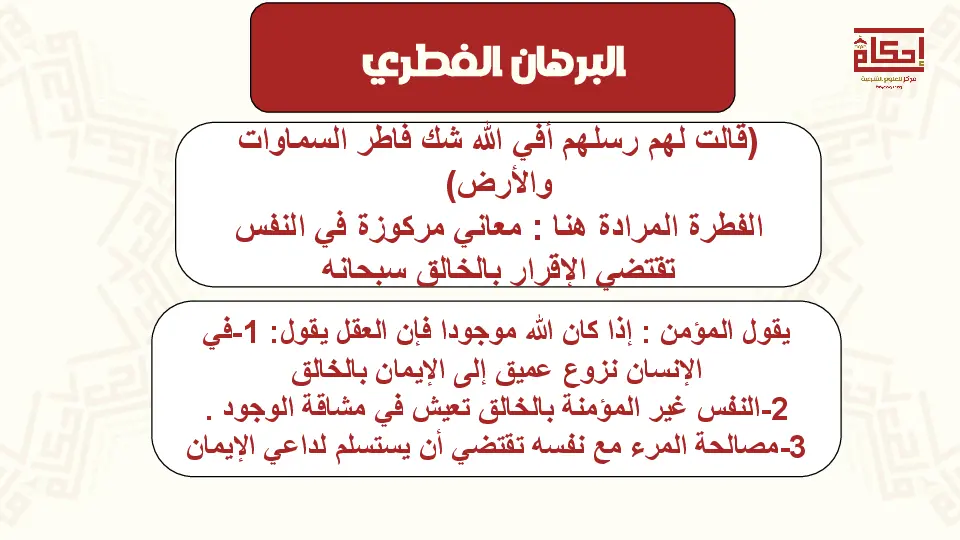 البرهان الفطري
إحكام
مركز للعلوم الشرعية
(قالت لهم رسلهم أفي الله شك فاطر السماوات
والأرض)
الفطرة المرادة هنا : معاني مركوزة في النفس
تقتضي الإقرار بالخالق سبحانه
يقول المؤمن : إذا كان الله موجودا فإن العقل يقول: 1-في
الإنسان نزوع عميق إلى الإيمان بالخالق
2-النفس غير المؤمنة بالخالق تعيش في مشاقة الوجود .
3-مصالحة المرء مع نفسه تقتضي أن يستسلم لداعي الإيمان